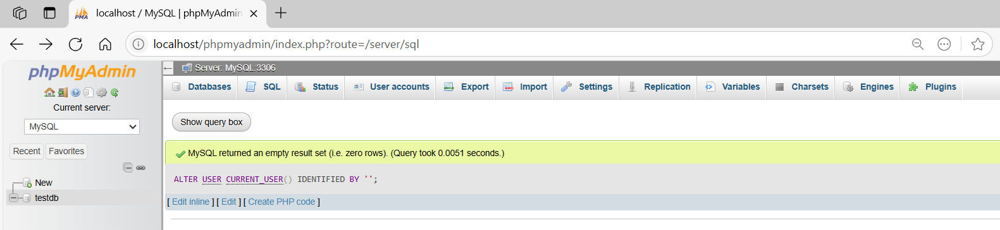 PMA
localhost / MySQL | phpMyAdmin
localhost/phpmyadmin/index.php?route=/server/sql
phpMyAdmin
Server: MySQL:3306
Databases SQL Status User accounts Export Import Settings Replication Variables Charsets Engines Plugins
Current server:
MySQL
Recent Favorites
New
testdb
Show query box
MySQL returned an empty result set (i.e. zero rows). (Query took 0.0051 seconds.)
ALTER USER CURRENT_USER() IDENTIFIED BY '';
[ Edit inline ] [ Edit ] [ Create PHP code ]